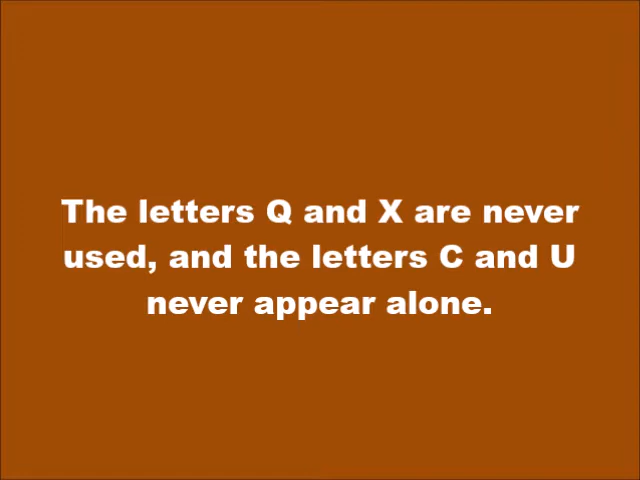 The letters Q and X are never
used, and the letters C and U
never appear alone.